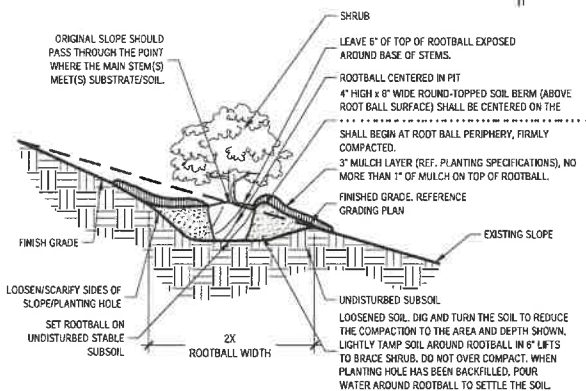 SHRUB
ORIGINAL SLOPE SHOULD
PASS THROUGH THE POINT
WHERE THE MAIN STEM(S)
MEET(S) SUBSTRATE/SOIL.
LEAVE 6" OF TOP OF ROOTBALL EXPOSED
AROUND BASE OF STEMS.
ROOTBALL CENTERED IN PIT
4" HIGH x 8" WIDE ROUND-TOPPED SOIL BERM (ABOVE
ROOT BALL SURFACE) SHALL BE CENTERED ON THE
SHALL BEGIN AT ROOT BALL PERIPHERY, FIRMLY
COMPACTED.
3" MULCH LAYER (REF. PLANTING SPECIFICATIONS), NO
MORE THAN 1" OF MULCH ON TOP OF ROOTBALL.
FINISHED GRADE. REFERENCE
GRADING PLAN
FINISH GRADE
EXISTING SLOPE
LOOSEN/SCARIFY SIDES OF
SLOPE/PLANTING HOLE
SET ROOTBALL ON
UNDISTURBED STABLE
SUBSOIL
2X
ROOTBALL WIDTH
UNDISTURBED SUBSOIL
LOOSENED SOIL. DIG AND TURN THE SOIL TO REDUCE
THE COMPACTION TO THE AREA AND DEPTH SHOWN.
LIGHTLY TAMP SOIL AROUND ROOTBALL IN 6" LIFTS
TO BRACE SHRUB. DO NOT OVER COMPACT. WHEN
PLANTING HOLE HAS BEEN BACKFILLED, POUR
WATER AROUND ROOTBALL TO SETTLE THE SOIL.